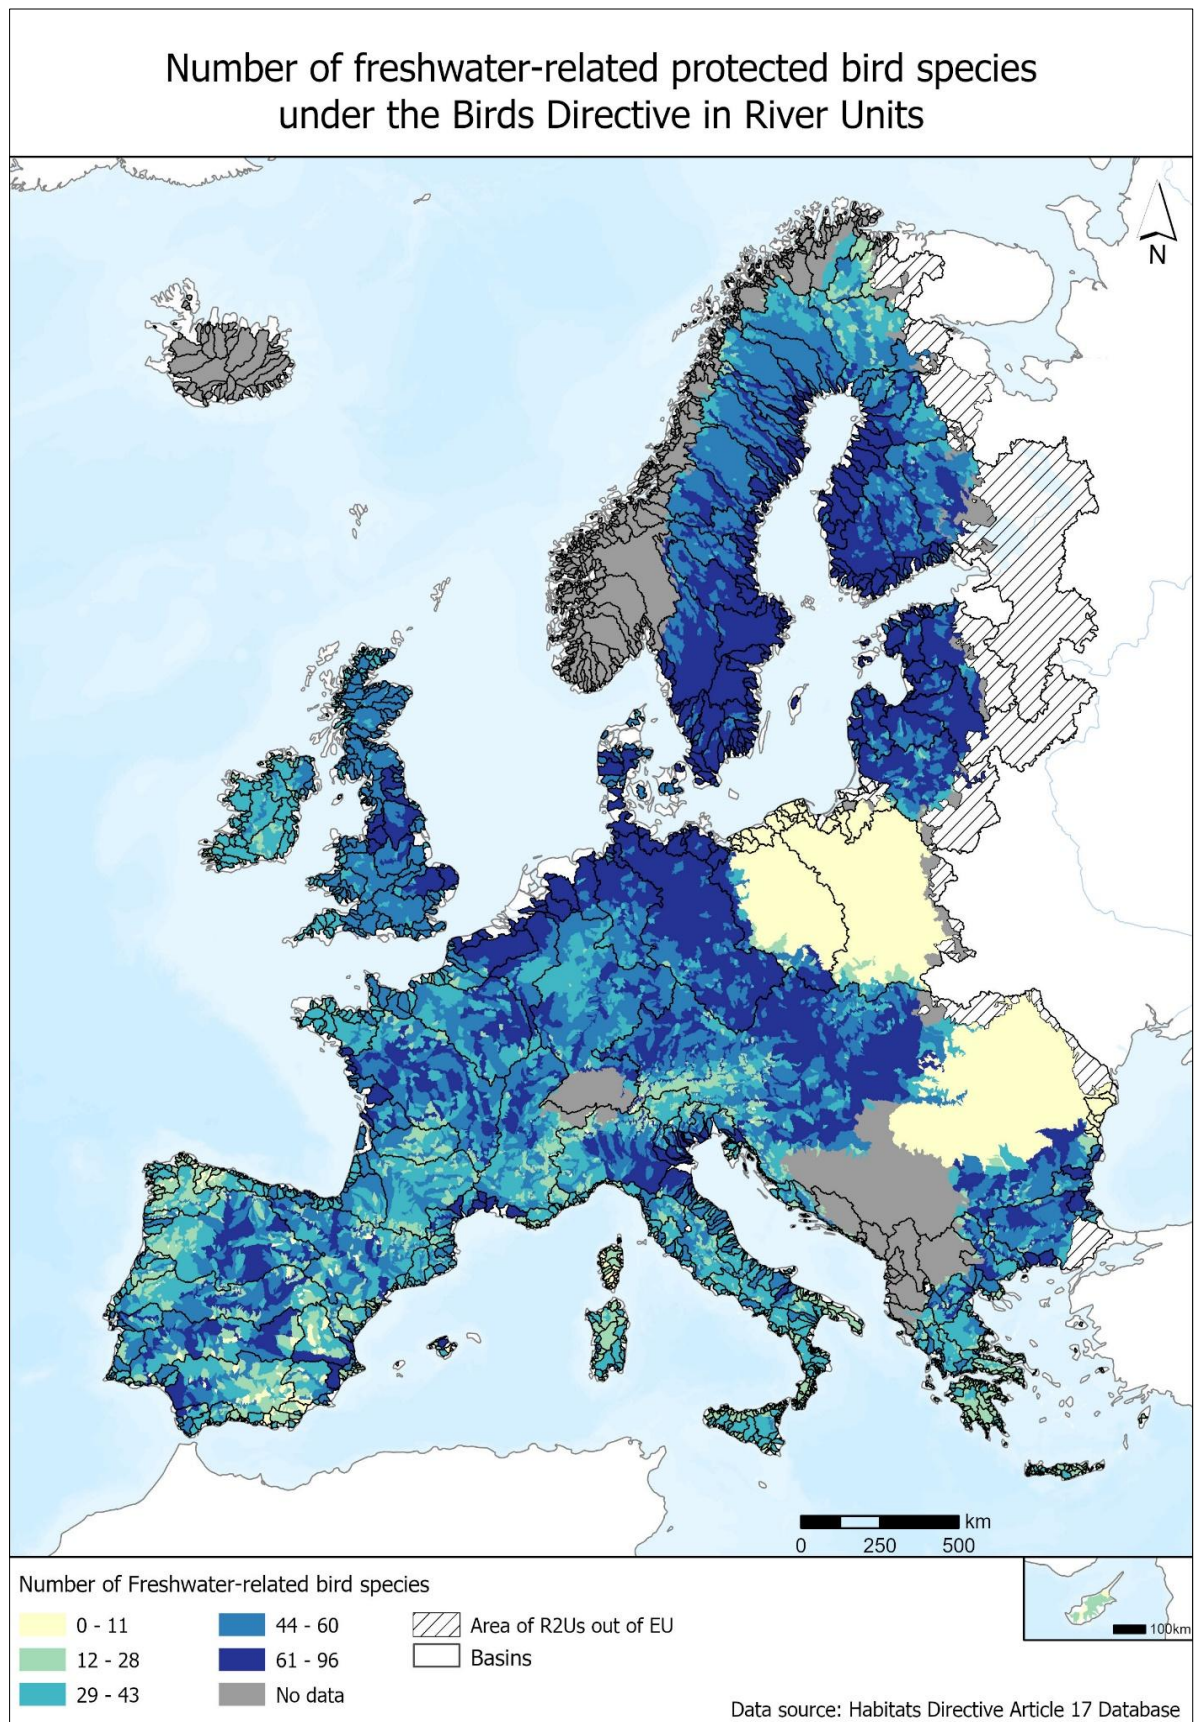 Number of freshwater-related protected bird species
under the Birds Directive in River Units
N
km
0 250 500
Number of Freshwater-related bird species
0 - 11
12 - 28
29 - 43
44 - 60
61 - 96
No data
Area of R2Us out of EU
Basins
100km
Data source: Habitats Directive Article 17 Database